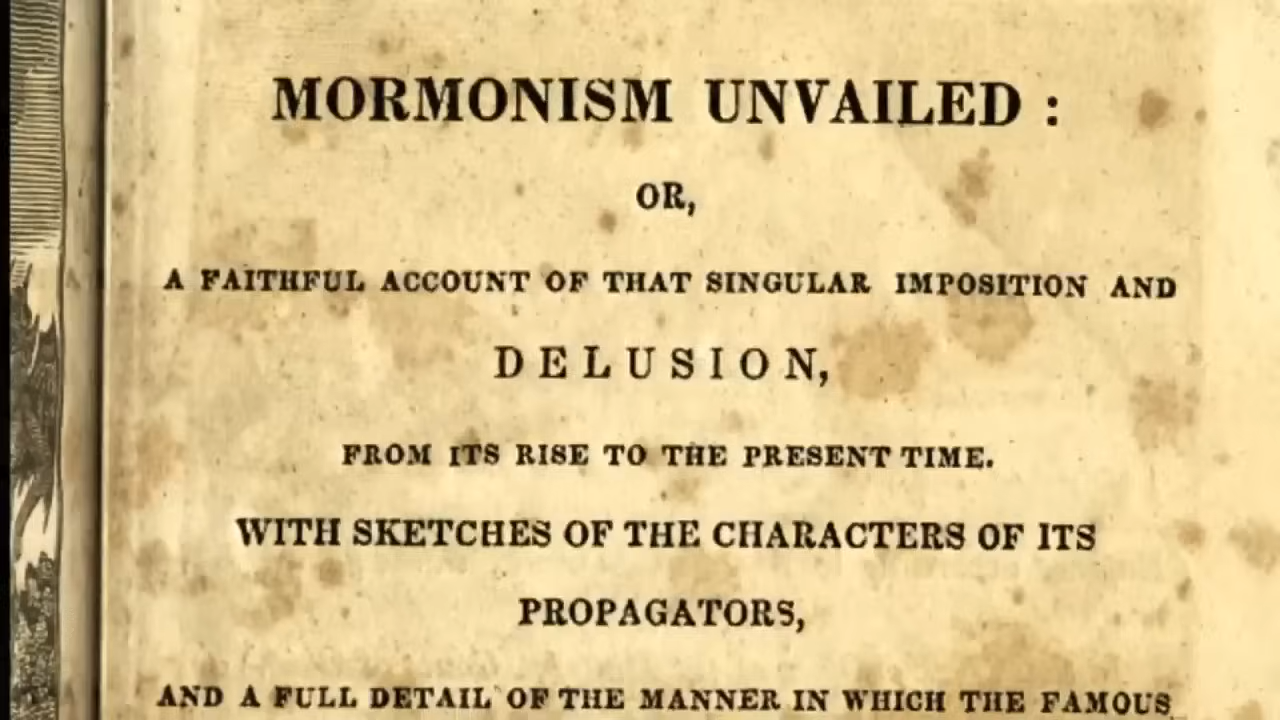 MORMONISM UNVAILED :
OR,
A FAITHFUL ACCOUNT OF THAT SINGULAR IMPOSITION AND
DELUSION,
FROM ITS RISE TO THE PRESENT TIME.
WITH SKETCHES OF THE CHARACTERS OF ITS
PROPAGATORS,
AND A FULL DETAIL OF THE MANNER IN WHICH THE FAMOUS